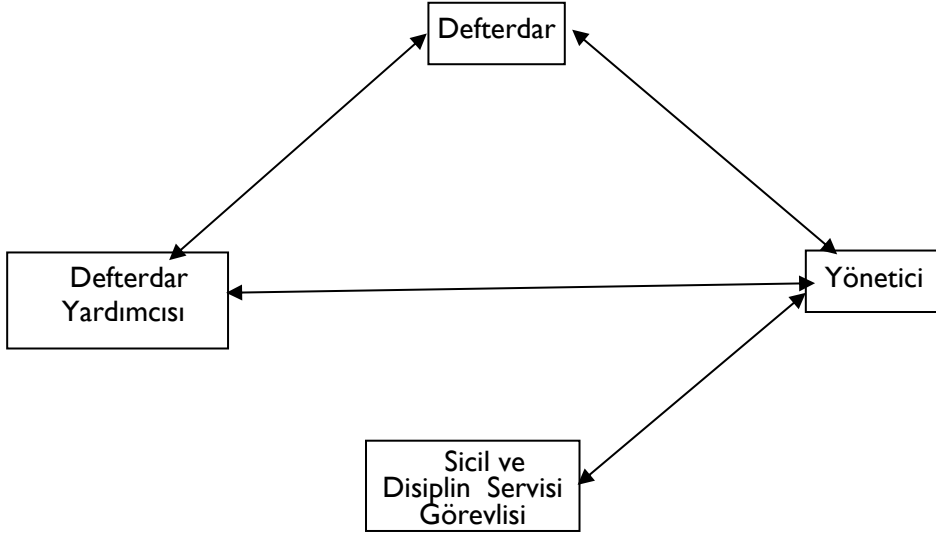 Defterdar
Defterdar
Yardımcısı
Yönetici
Sicil ve
Disiplin Servisi
Görevlisi